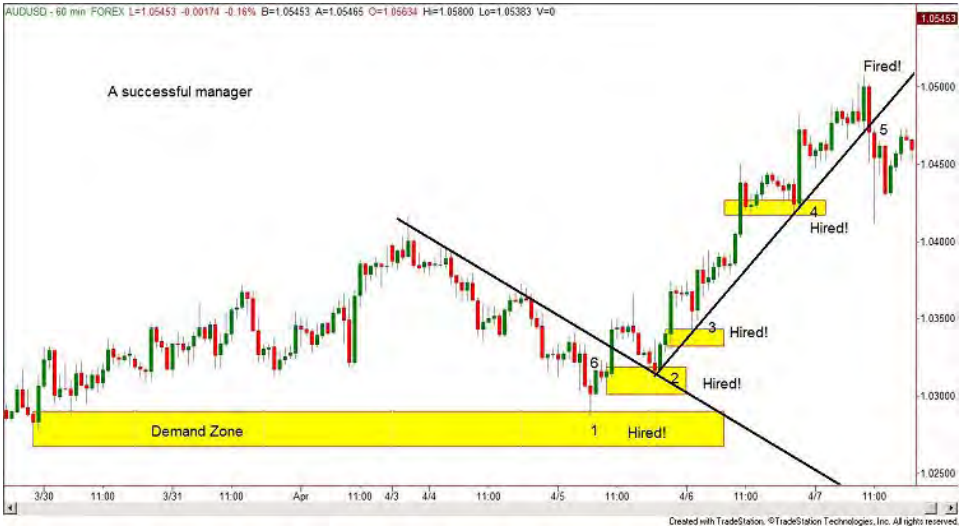 AUDUSD - 60 min  FOREX  L=1.05453  -0.00174  -0.16%  B=1.05453  A=1.05465  O=1.05634  Hi=1.05800  Lo=1.05383  V=0
1.05453
Fired!
A successful manager
1.05000
5
1.04500
4
Hired!
1.04000
1.03500
3
Hired!
6
2
Hired!
1.03000
Demand Zone
1
Hired!
1.02500
3/30 11:00 3/31 11:00 Apr 11:00 4/3 4/4 11:00 4/5 11:00 4/6 11:00 4/7 11:00
Created with TradeStation. ©TradeStation Technologies, Inc. All rights reserved.